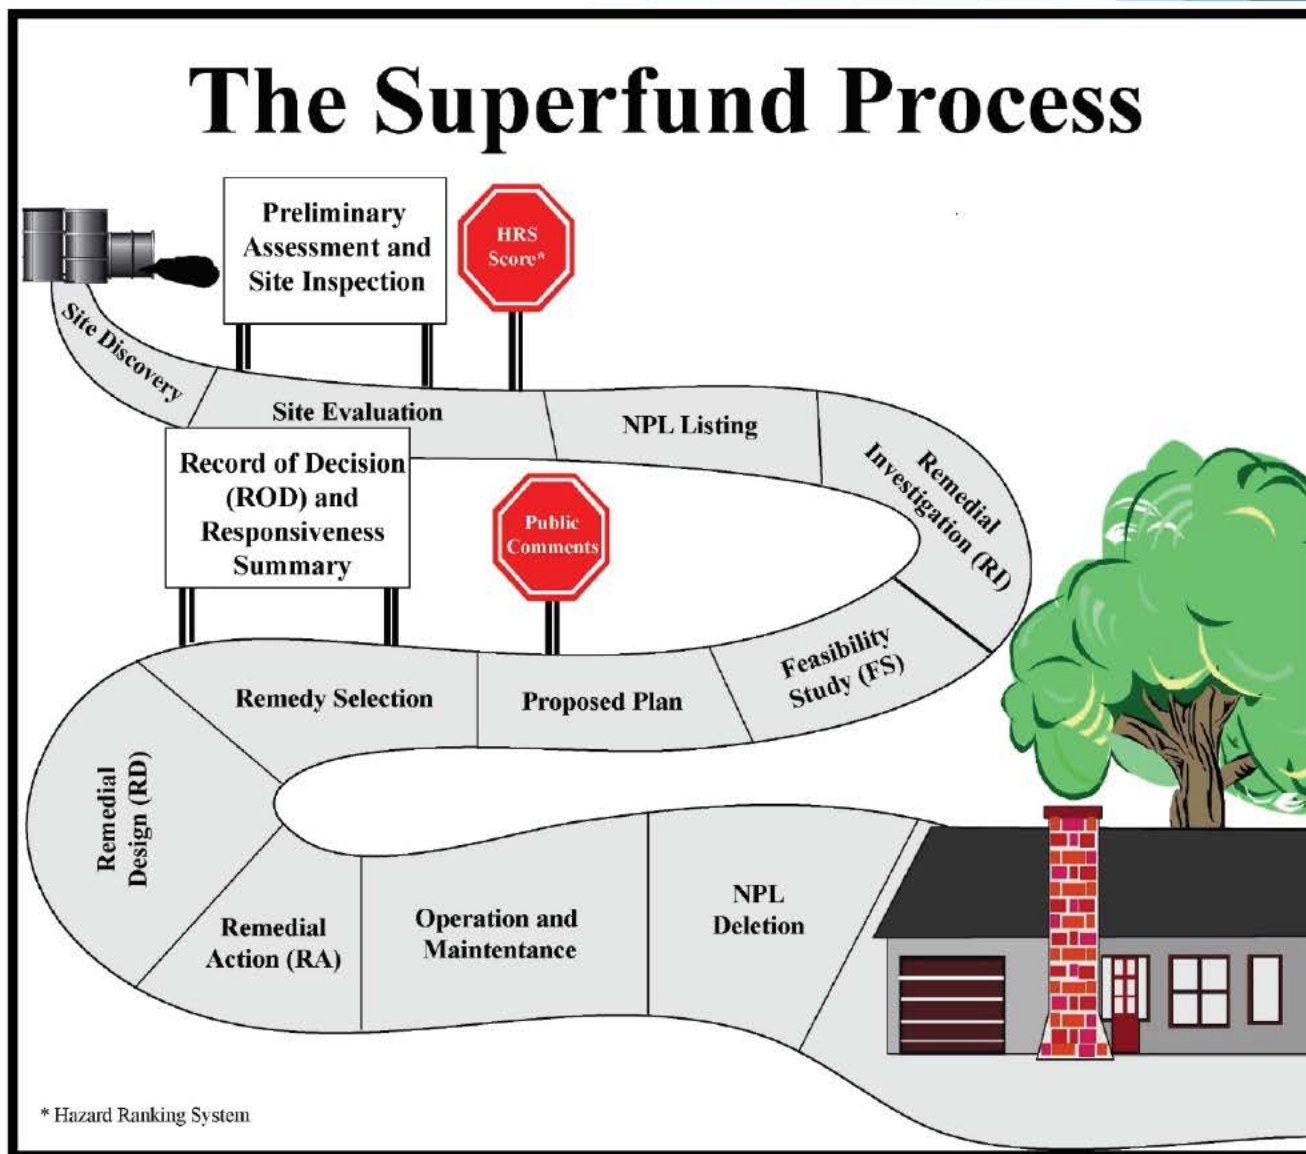 The Superfund Process
Preliminary
Assessment and
Site Inspection
HRS
Score*
Site Discovery
Site Evaluation
NPL Listing
Remedial
Investigation (RI)
Record of Decision
(ROD) and
Responsiveness
Summary
Public
Comments
Feasibility
Study (FS)
Proposed Plan
Remedy Selection
Remedial
Design (RD)
Remedial
Action (RA)
Operation and
Maintentance
NPL
Deletion
* Hazard Ranking System